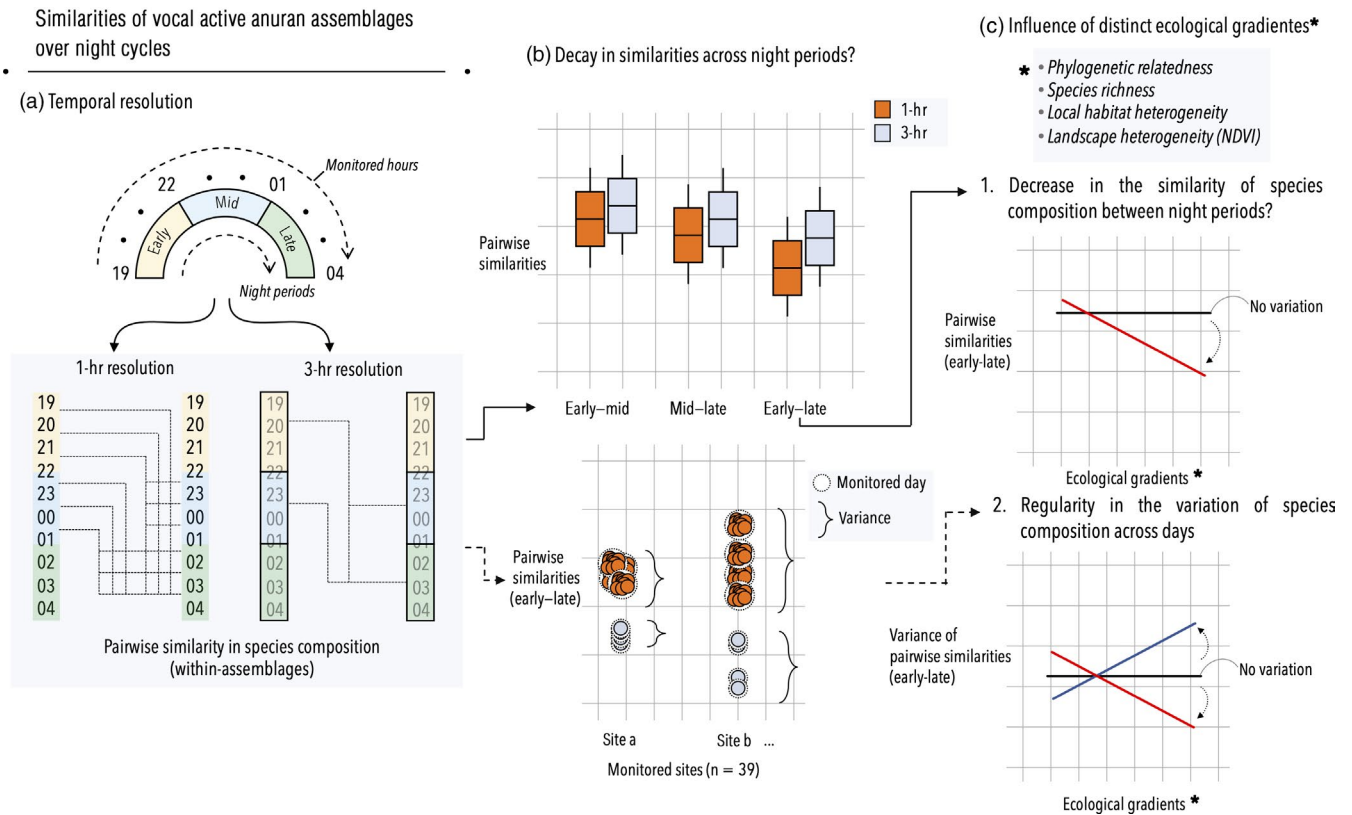 Similarities of vocal active anuran assemblages
over night cycles
(a) Temporal resolution
Monitored hours
22
01
Mid
Early
Late
19
04
Night periods
1-hr resolution
3-hr resolution
19 19 19 19
20 20 20 20
21 21 21 21
22 22 22 22
23 23 23 23
00 00 00 00
01 01 01 01
02 02 02 02
03 03 03 03
04 04 04 04
Pairwise similarity in species composition
(within-assemblages)
(b) Decay in similarities across night periods?
1-hr
3-hr
Pairwise
similarities
Early–mid
Mid–late
Early–late
Monitored day
Variance
Pairwise
similarities
(early–late)
Site a
Site b ...
Monitored sites (n = 39)
(c) Influence of distinct ecological gradientes*
* • Phylogenetic relatedness
• Species richness
• Local habitat heterogeneity
• Landscape heterogeneity (NDVI)
1. Decrease in the similarity of species
composition between night periods?
No variation
Pairwise
similarities
(early-late)
Ecological gradients *
2. Regularity in the variation of species
composition across days
Variance of
pairwise similarities
(early-late)
No variation
Ecological gradients *